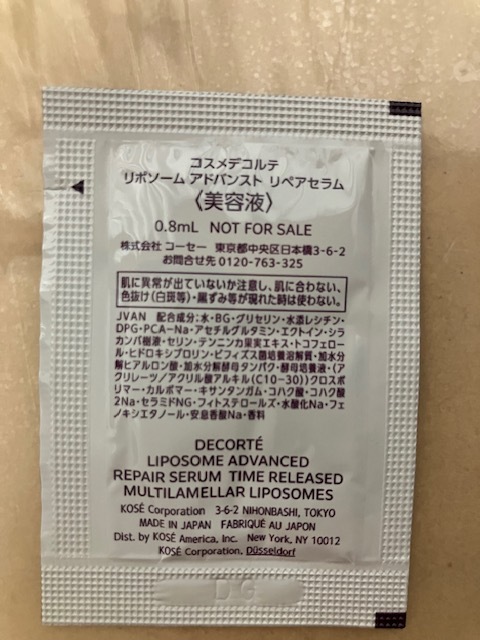 コスメデコルテ
リポソーム アドバンスト リペアセラム
〈美容液〉
0.8mL NOT FOR SALE
株式会社 コーセー 東京都中央区日本橋3-6-2
お問合せ先 0120-763-325
肌に異常が出ていないか注意し、肌に合わない、
色抜け(白斑等)・黒ずみ等が現れた時は使わない。
JVAN 配合成分:水・BG・グリセリン・水添レシチン・
DPG・PCA-Na・アセチルグルタミン・エクトイン・シラ
カンバ樹液・セリン・テンニンカ果実エキス・トコフェロー
ル・ヒドロキシプロリン・ビフィズス菌培養溶解質・加水分
解ヒアルロン酸・加水分解酵母タンパク・酵母培養液・(ア
クリレーツ/アクリル酸アルキル(C10-30))クロスポ
リマー・カルボマー・キサンタンガム・コハク酸・コハク酸
2Na・セラミドNG・フィトステロールズ・水酸化Na・フェ
ノキシエタノール・安息香酸Na・香料
DECORTÉ
LIPOSOME ADVANCED
REPAIR SERUM TIME RELEASED
MULTILAMELLAR LIPOSOMES
KOSÉ Corporation 3-6-2 NIHONBASHI, TOKYO
MADE IN JAPAN FABRIQUÉ AU JAPON
Dist. by KOSÉ America, Inc. New York, NY 10012
KOSÉ Corporation, Düsseldorf